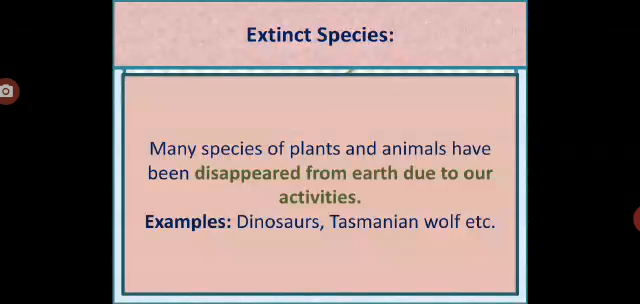 Extinct Species:
Many species of plants and animals have
been disappeared from earth due to our
activities.
Examples: Dinosaurs, Tasmanian wolf etc.